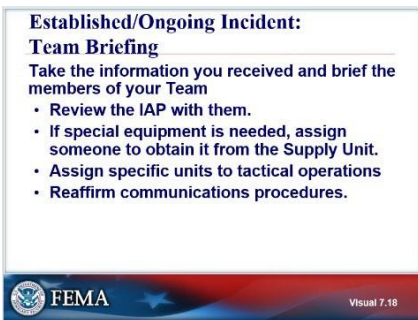 Established/Ongoing Incident:
Team Briefing
Take the information you received and brief the
members of your Team
• Review the IAP with them.
• If special equipment is needed, assign
someone to obtain it from the Supply Unit.
• Assign specific units to tactical operations
• Reaffirm communications procedures.
FEMA
Visual 7.18